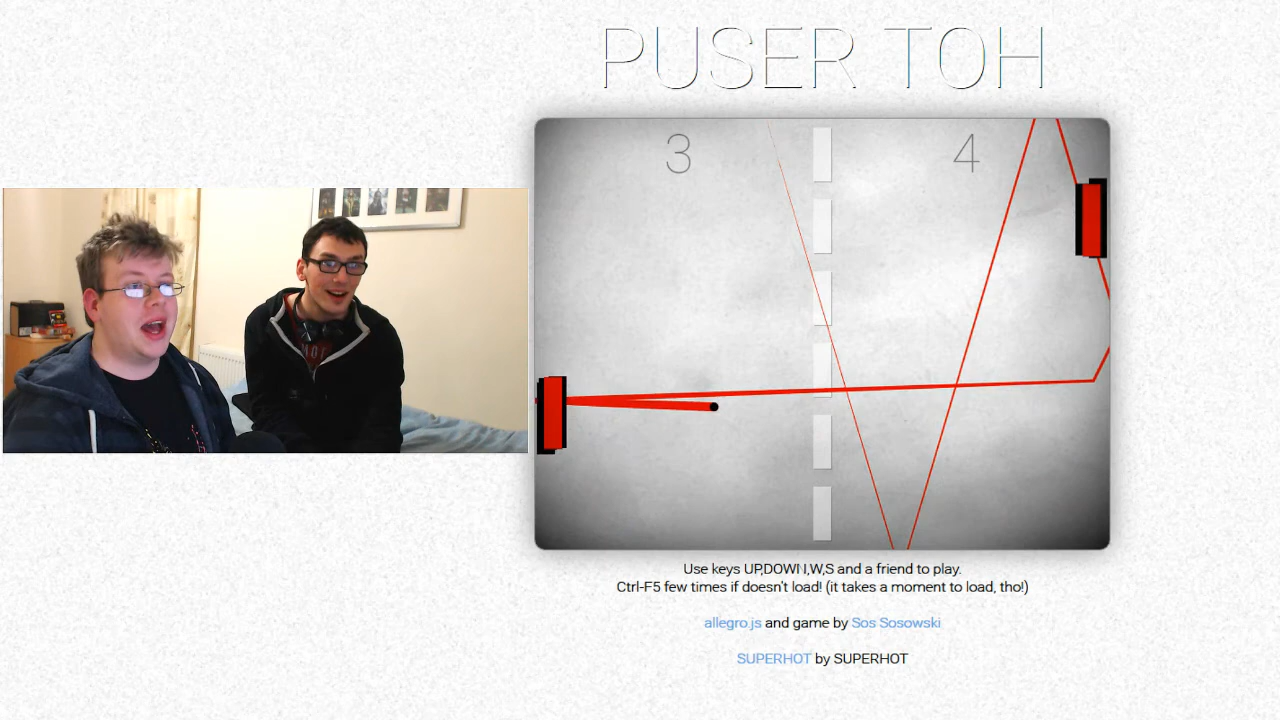 PUSER TOH
3 4
Use keys UP,DOWN,W,S and a friend to play.
Ctrl-F5 few times if doesn't load! (it takes a moment to load, tho!)
allegro.js and game by Sos Sosowski
SUPERHOT by SUPERHOT